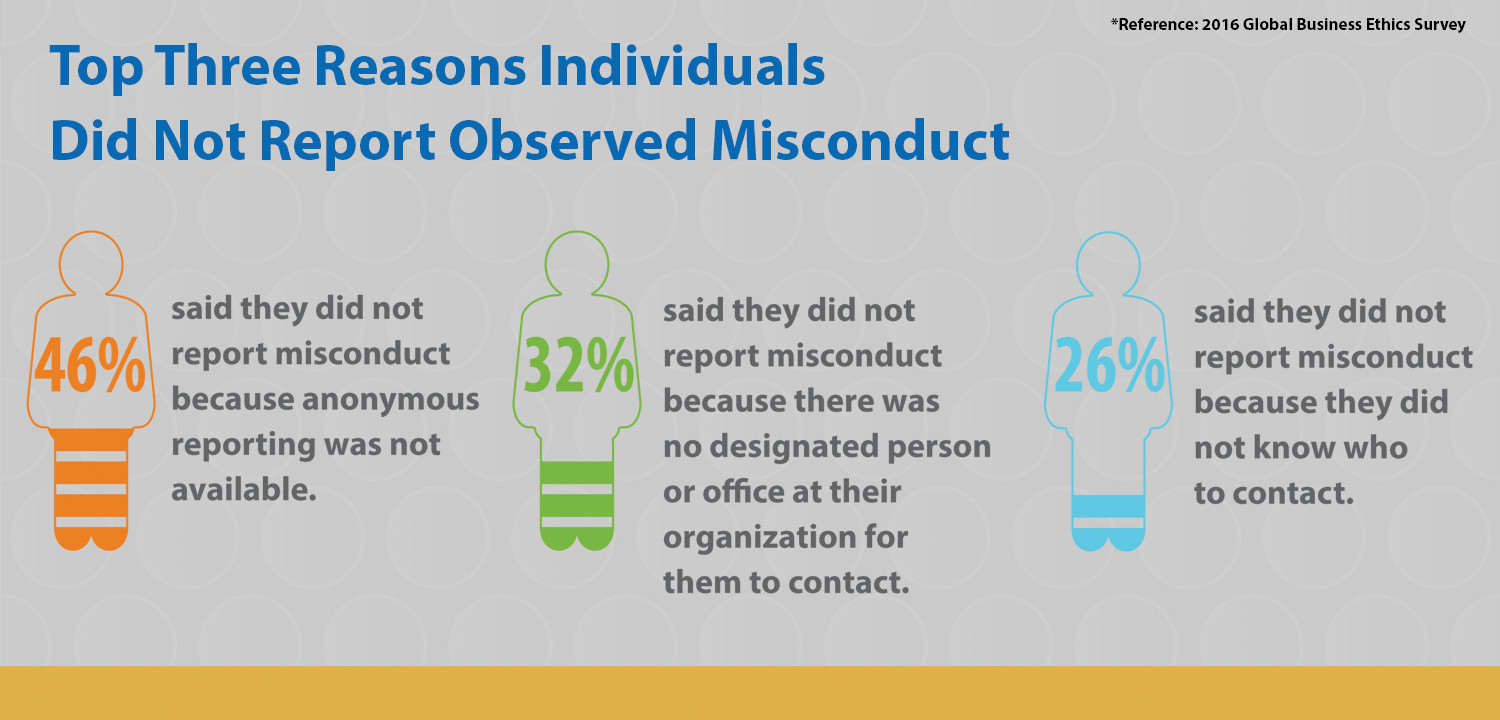 *Reference: 2016 Global Business Ethics Survey
Top Three Reasons Individuals
Did Not Report Observed Misconduct
46%
said they did not
report misconduct
because anonymous
reporting was not
available.
32%
said they did not
report misconduct
because there was
no designated person
or office at their
organization for
them to contact.
26%
said they did not
report misconduct
because they did
not know who
to contact.